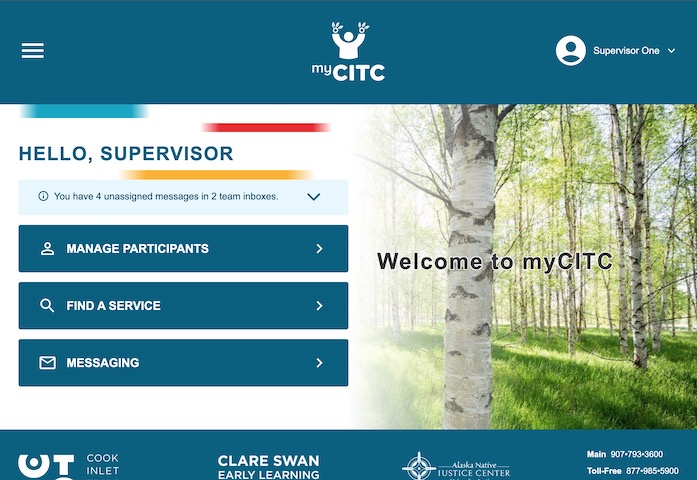 myCITC
Supervisor One
HELLO, SUPERVISOR
You have 4 unassigned messages in 2 team inboxes.
MANAGE PARTICIPANTS
FIND A SERVICE
MESSAGING
Welcome to myCITC
COOK
INLET
CLARE SWAN
EARLY LEARNING
Alaska Native
JUSTICE CENTER
Main 907•793•3600
Toll-Free 877•985•5900